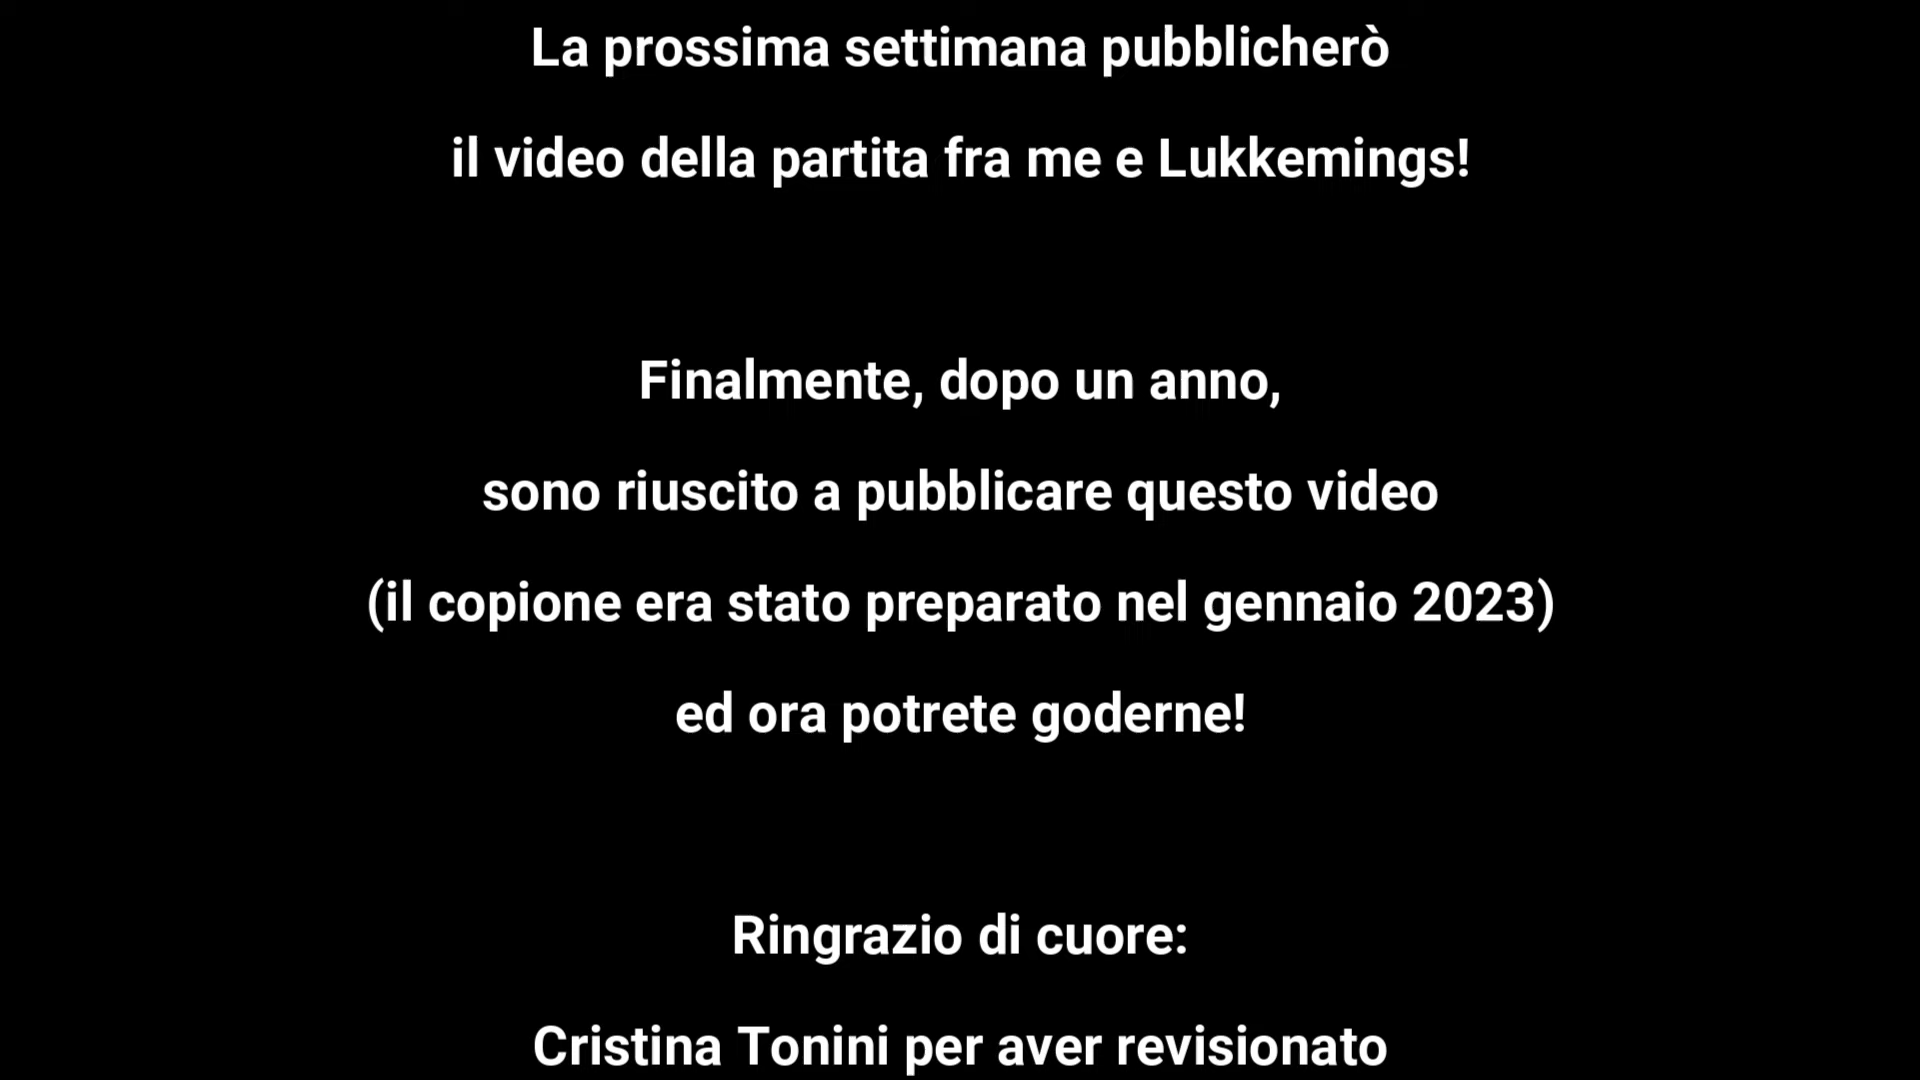 La prossima settimana pubblicherò
il video della partita fra me e Lukkemings!
Finalmente, dopo un anno,
sono riuscito a pubblicare questo video
(il copione era stato preparato nel gennaio 2023)
ed ora potrete goderne!
Ringrazio di cuore:
Cristina Tonini per aver revisionato